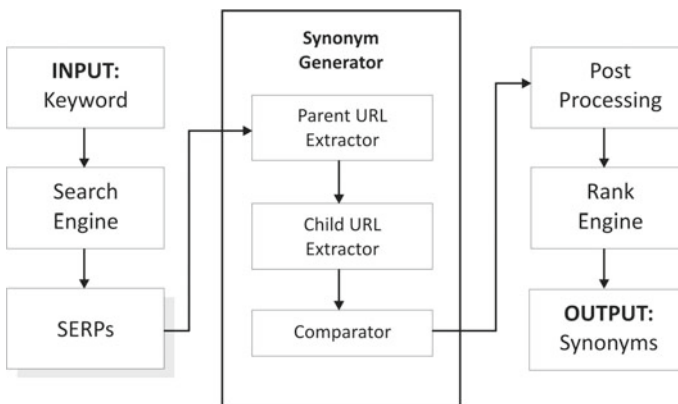 INPUT:
Keyword
Search
Engine
SERPs
Synonym
Generator
Parent URL
Extractor
Child URL
Extractor
Comparator
Post
Processing
Rank
Engine
OUTPUT:
Synonyms